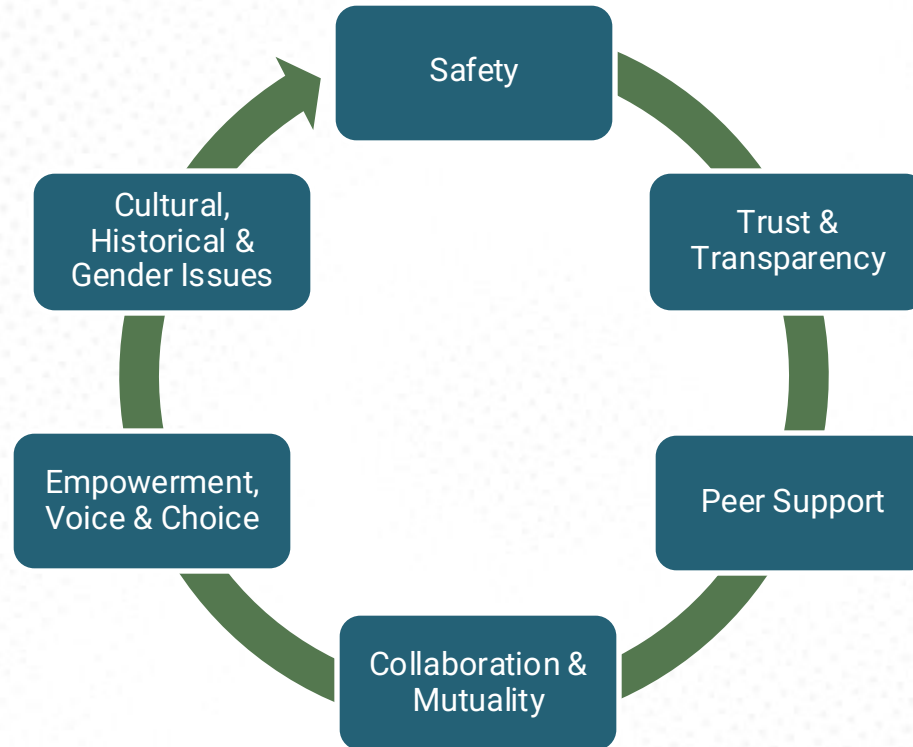 Safety
Trust &
Transparency
Peer Support
Collaboration &
Mutuality
Empowerment,
Voice & Choice
Cultural,
Historical &
Gender Issues